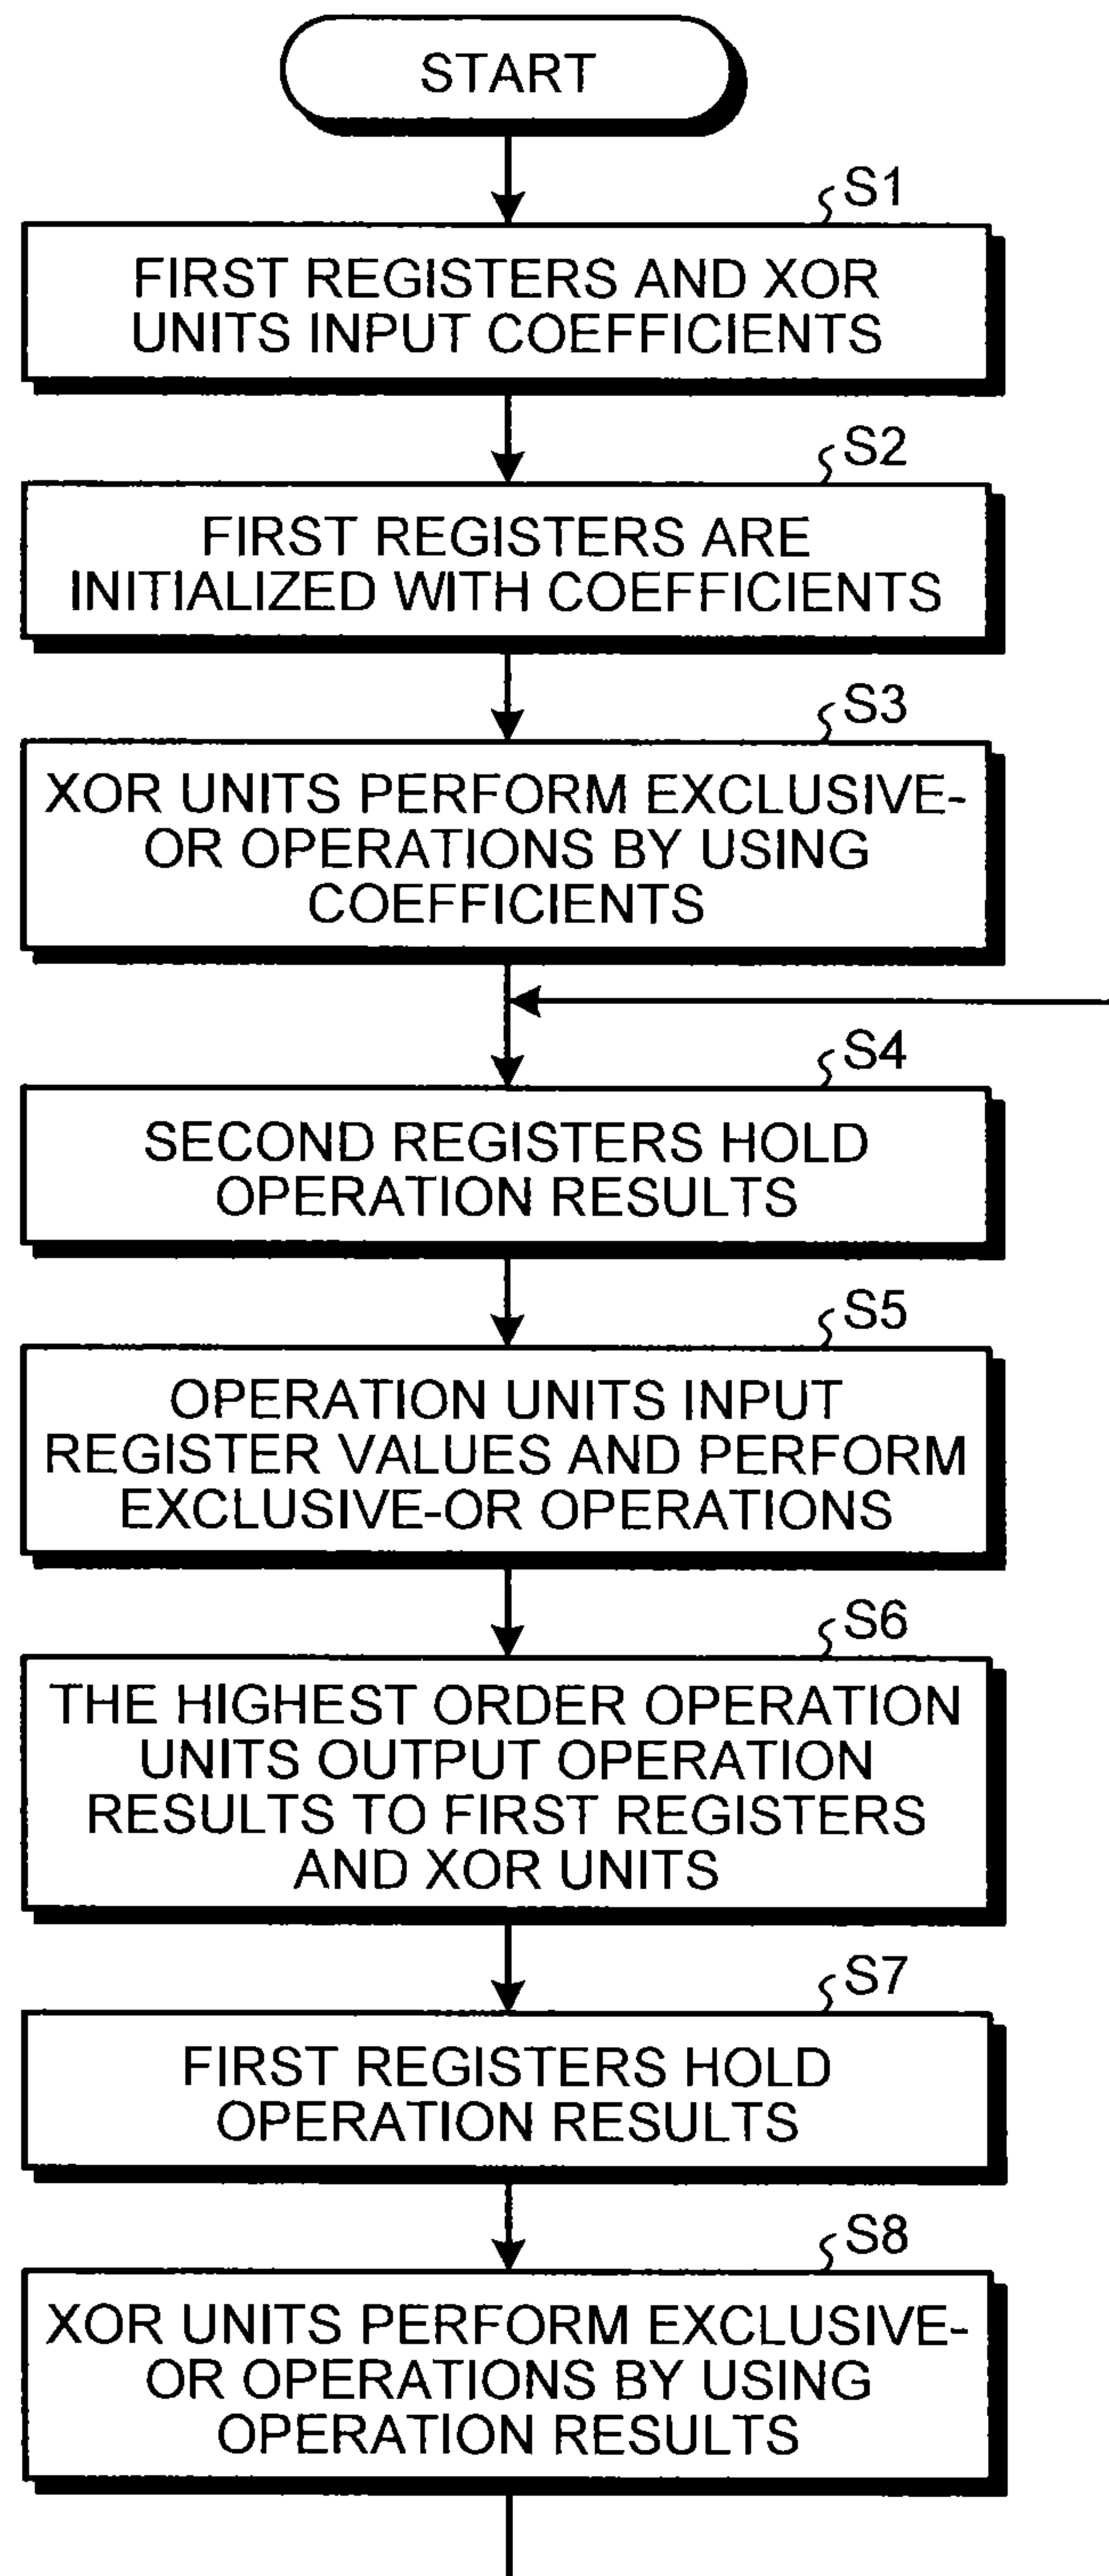 START
S1
FIRST REGISTERS AND XOR
UNITS INPUT COEFFICIENTS
S2
FIRST REGISTERS ARE
INITIALIZED WITH COEFFICIENTS
S3
XOR UNITS PERFORM EXCLUSIVE-
OR OPERATIONS BY USING
COEFFICIENTS
S4
SECOND REGISTERS HOLD
OPERATION RESULTS
S5
OPERATION UNITS INPUT
REGISTER VALUES AND PERFORM
EXCLUSIVE-OR OPERATIONS
S6
THE HIGHEST ORDER OPERATION
UNITS OUTPUT OPERATION
RESULTS TO FIRST REGISTERS
AND XOR UNITS
S7
FIRST REGISTERS HOLD
OPERATION RESULTS
S8
XOR UNITS PERFORM EXCLUSIVE-
OR OPERATIONS BY USING
OPERATION RESULTS